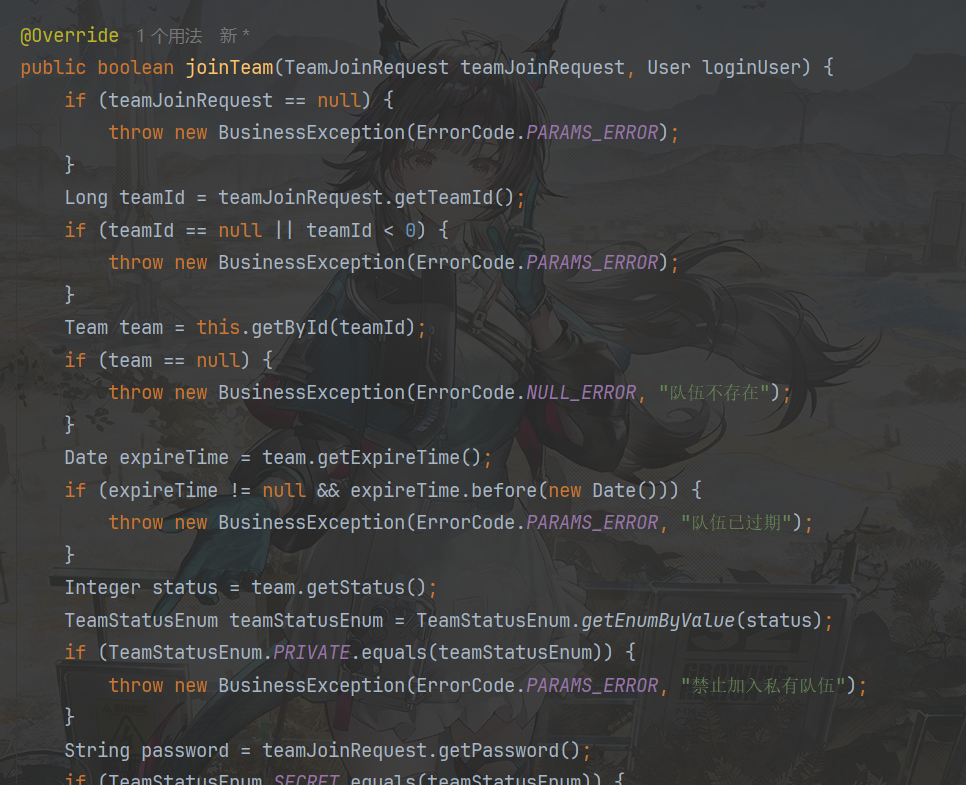 @Override 1 个用法 新 *
public boolean joinTeam(TeamJoinRequest teamJoinRequest, User loginUser) {
if (teamJoinRequest == null) {
throw new BusinessException(ErrorCode.PARAMS_ERROR);
}
Long teamId = teamJoinRequest.getTeamId();
if (teamId == null || teamId < 0) {
throw new BusinessException(ErrorCode.PARAMS_ERROR);
}
Team team = this.getById(teamId);
if (team == null) {
throw new BusinessException(ErrorCode.NULL_ERROR, "队伍不存在");
}
Date expireTime = team.getExpireTime();
if (expireTime != null && expireTime.before(new Date())) {
throw new BusinessException(ErrorCode.PARAMS_ERROR, "队伍已过期");
}
Integer status = team.getStatus();
TeamStatusEnum teamStatusEnum = TeamStatusEnum.getEnumByValue(status);
if (TeamStatusEnum.PRIVATE.equals(teamStatusEnum)) {
throw new BusinessException(ErrorCode.PARAMS_ERROR, "禁止加入私有队伍");
}
String password = teamJoinRequest.getPassword();
if (TeamStatusEnum.SECRET.equals(teamStatusEnum)) {